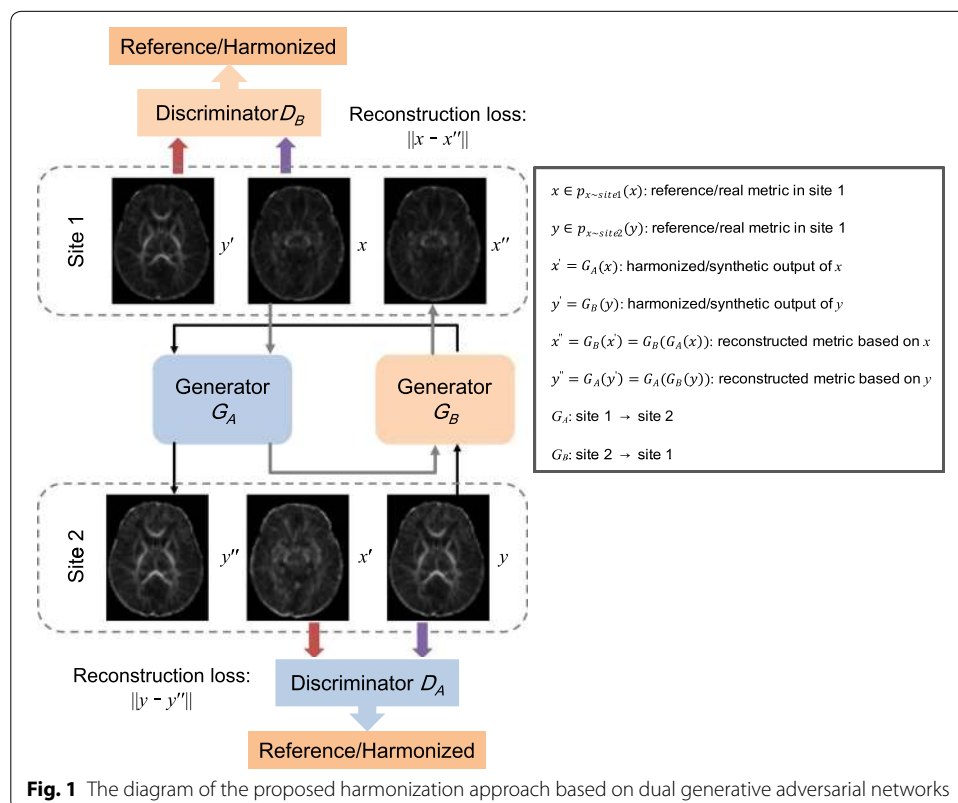 Reference/Harmonized
Discriminator D_B
Reconstruction loss:
||x - x''||
Site 1
y'
x
x''
Generator
G_A
Generator
G_B
Site 2
y''
x'
y
Reconstruction loss:
||y - y''||
Discriminator D_A
Reference/Harmonized
x ∈ p_{x~site1}(x): reference/real metric in site 1
y ∈ p_{x~site2}(y): reference/real metric in site 1
x' = G_A(x): harmonized/synthetic output of x
y' = G_B(y): harmonized/synthetic output of y
x'' = G_B(x') = G_B(G_A(x)): reconstructed metric based on x
y'' = G_A(y') = G_A(G_B(y)): reconstructed metric based on y
G_A: site 1 → site 2
G_B: site 2 → site 1
Fig. 1 The diagram of the proposed harmonization approach based on dual generative adversarial networks